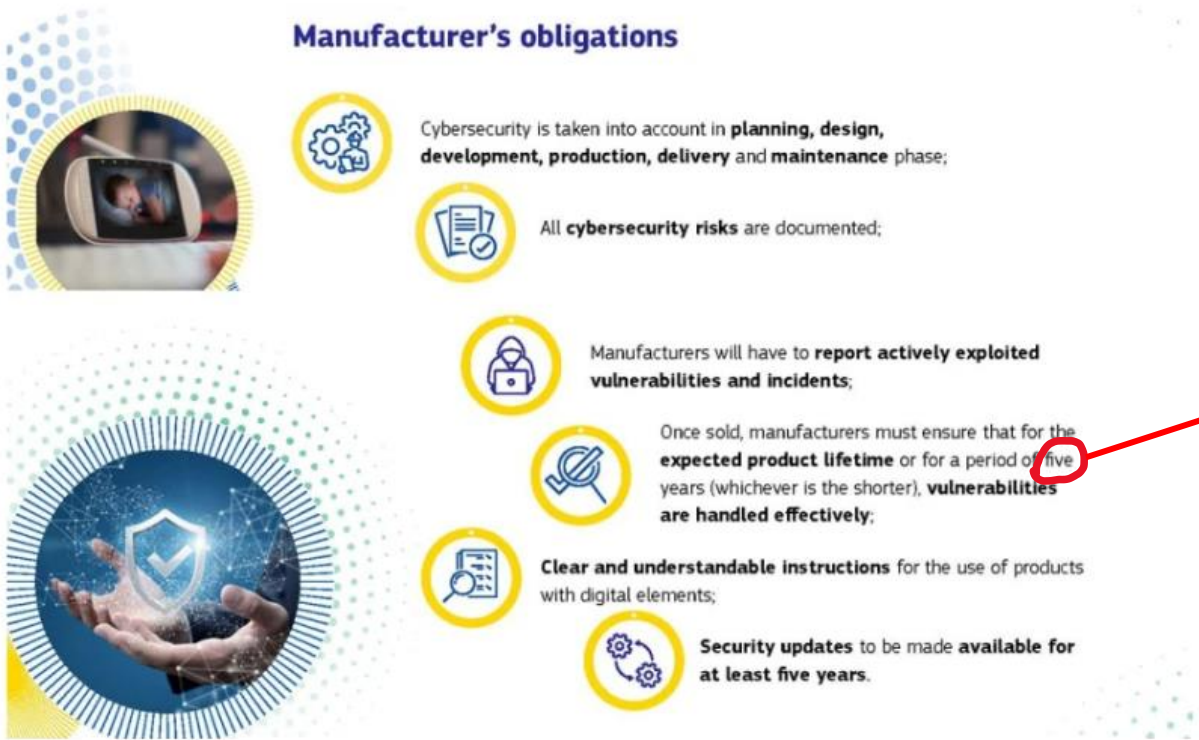 Manufacturer's obligations
Cybersecurity is taken into account in planning, design,
development, production, delivery and maintenance phase;
All cybersecurity risks are documented;
Manufacturers will have to report actively exploited
vulnerabilities and incidents;
Once sold, manufacturers must ensure that for the
expected product lifetime or for a period of five
years (whichever is the shorter), vulnerabilities
are handled effectively;
Clear and understandable instructions for the use of products
with digital elements;
Security updates to be made available for
at least five years.